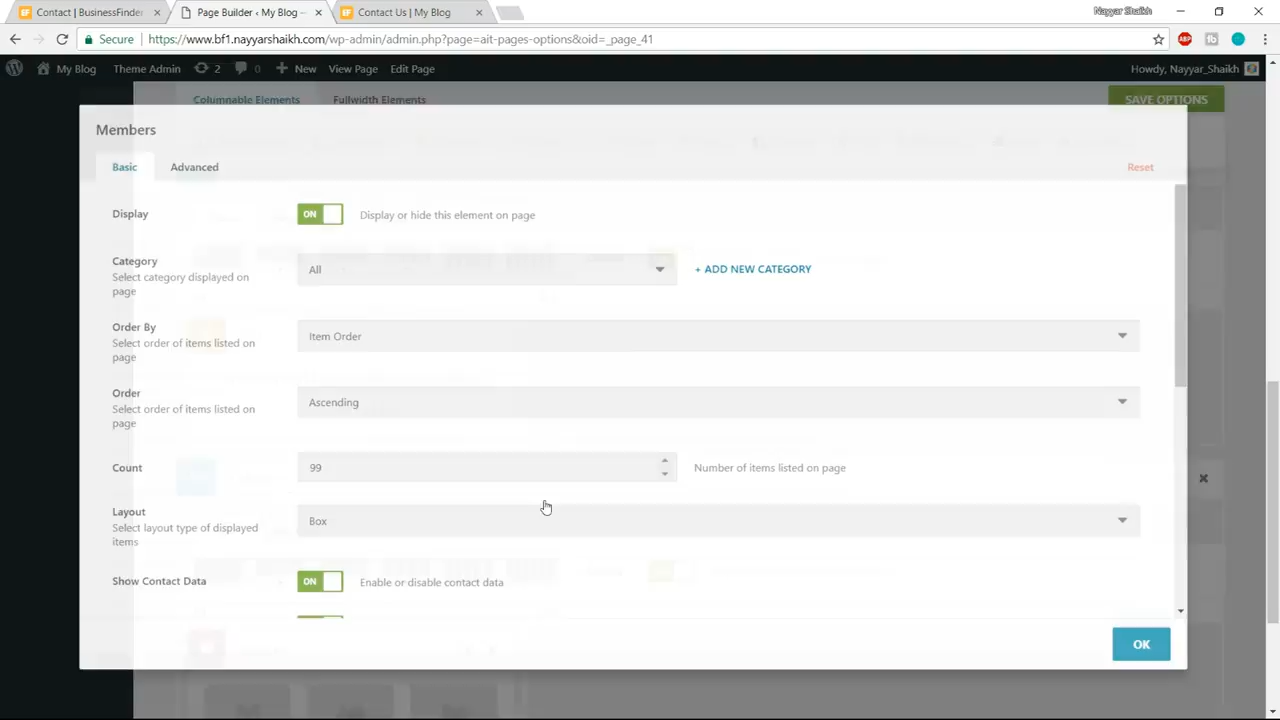 Contact | BusinessFinde
Page Builder ‹ My Blog —
Contact Us | My Blog
Nayyar Shaikh
Secure
https://www.bf1.nayyarshaikh.com/wp-admin/admin.php?page=ait-pages-options&oid=_page_41
ABP
My Blog
Theme Admin
2
0
New
View Page
Edit Page
Howdy, Nayyar_Shaikh
Columnable Elements
Fullwidth Elements
SAVE OPTIONS
Members
Basic
Advanced
Reset
Display
ON
Display or hide this element on page
Category
Select category displayed on
page
All
+ ADD NEW CATEGORY
Order By
Select order of items listed on
page
Item Order
Order
Select order of items listed on
page
Ascending
Count
99
Number of items listed on page
Layout
Select layout type of displayed
items
Box
Show Contact Data
ON
Enable or disable contact data
OK